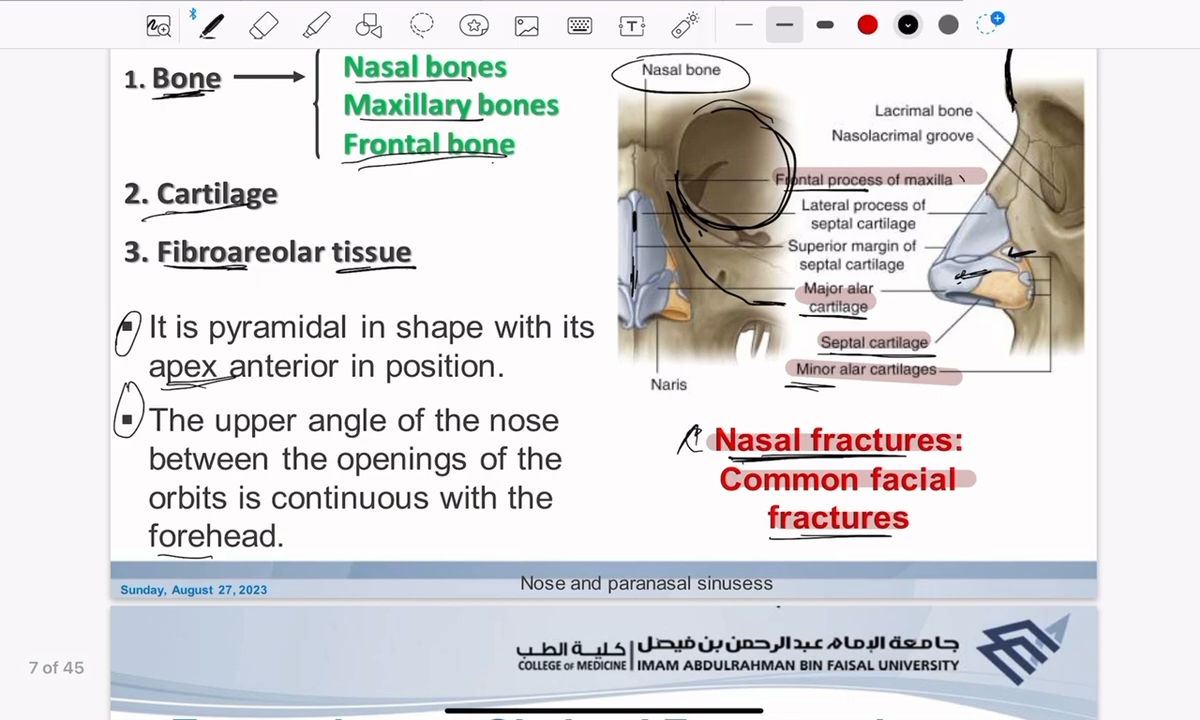 1. Bone
Nasal bones
Maxillary bones
Frontal bone
2. Cartilage
3. Fibroareolar tissue
▪ It is pyramidal in shape with its
apex anterior in position.
▪ The upper angle of the nose
between the openings of the
orbits is continuous with the
forehead.
Nasal bone
Lacrimal bone
Nasolacrimal groove
Frontal process of maxilla
Lateral process of
septal cartilage
Superior margin of
septal cartilage
Major alar
cartilage
Septal cartilage
Minor alar cartilages
Naris
Nasal fractures:
Common facial
fractures
Sunday, August 27, 2023
Nose and paranasal sinusess
7 of 45
جامعة الإمام عبدالرحمن بن فيصل | كلية الطب
COLLEGE OF MEDICINE | IMAM ABDULRAHMAN BIN FAISAL UNIVERSITY